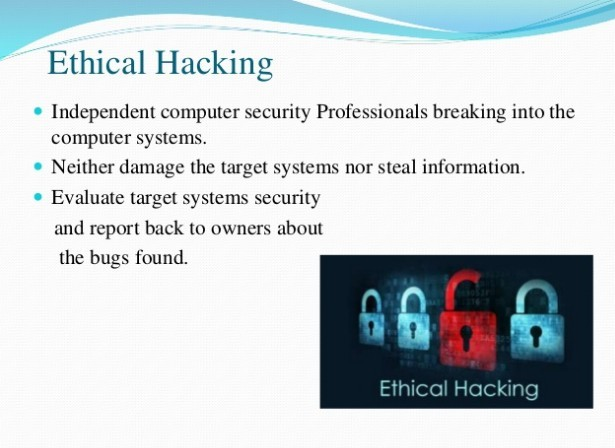 Ethical Hacking
Independent computer security Professionals breaking into the
computer systems.
Neither damage the target systems nor steal information.
Evaluate target systems security
and report back to owners about
the bugs found.
Ethical Hacking